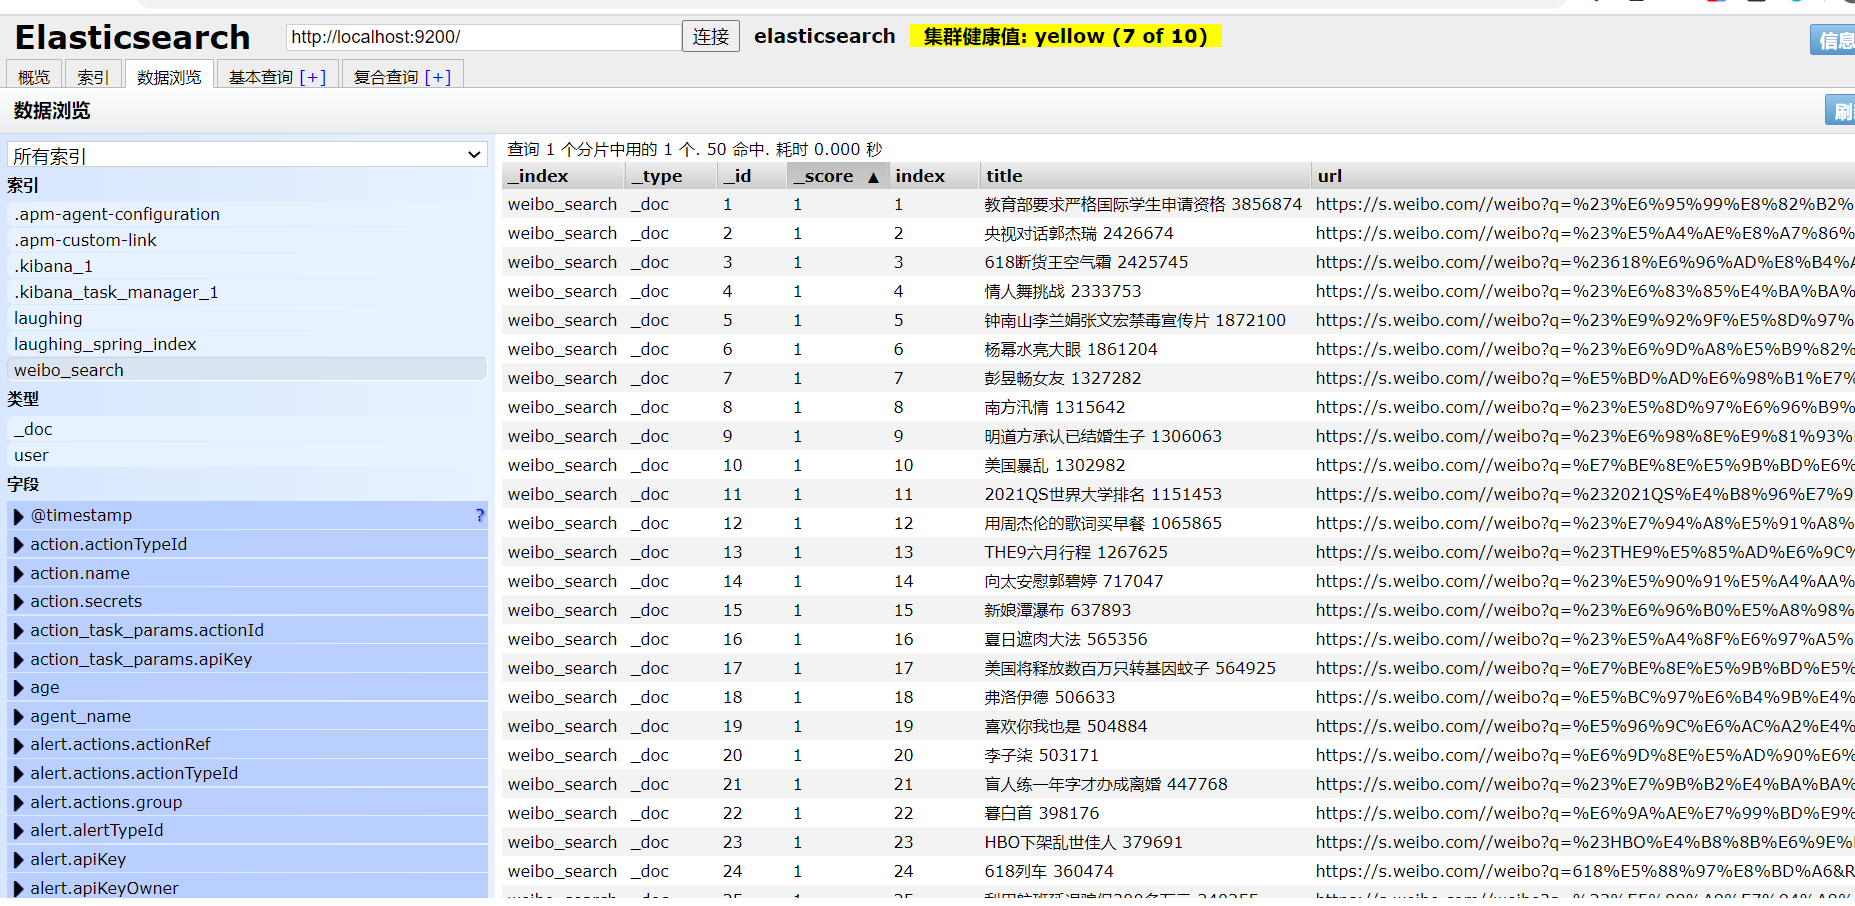 Elasticsearch http://localhost:9200/ 连接 elasticsearch 集群健康值: yellow (7 of 10) 信息
概览 索引 数据浏览 基本查询 [+] 复合查询 [+]
数据浏览
所有索引
索引
.apm-agent-configuration
.apm-custom-link
.kibana_1
.kibana_task_manager_1
laughing
laughing_spring_index
weibo_search
类型
_doc
user
字段
@timestamp ?
action.actionTypeId
action.name
action.secrets
action_task_params.actionId
action_task_params.apiKey
age
agent_name
alert.actions.actionRef
alert.actions.actionTypeId
alert.actions.group
alert.alertTypeId
alert.apiKey
alert.apiKeyOwner
查询 1 个分片中用的 1 个. 50 命中. 耗时 0.000 秒
_index _type _id _score ▲ index title url
weibo_search _doc 1 1 1 教育部要求严格国际学生申请资格 3856874 https://s.weibo.com//weibo?q=%23%E6%95%99%E8%82%B2%
weibo_search _doc 2 1 2 央视对话郭杰瑞 2426674 https://s.weibo.com//weibo?q=%23%E5%A4%AE%E8%A7%86%
weibo_search _doc 3 1 3 618断货王空气霜 2425745 https://s.weibo.com//weibo?q=%23618%E6%96%AD%E8%B4%A
weibo_search _doc 4 1 4 情人舞挑战 2333753 https://s.weibo.com//weibo?q=%23%E6%83%85%E4%BA%BA%
weibo_search _doc 5 1 5 钟南山李兰娟张文宏禁毒宣传片 1872100 https://s.weibo.com//weibo?q=%23%E9%92%9F%E5%8D%97%
weibo_search _doc 6 1 6 杨幂水亮大眼 1861204 https://s.weibo.com//weibo?q=%23%E6%9D%A8%E5%B9%82%
weibo_search _doc 7 1 7 彭昱畅女友 1327282 https://s.weibo.com//weibo?q=%E5%BD%AD%E6%98%B1%E7%
weibo_search _doc 8 1 8 南方汛情 1315642 https://s.weibo.com//weibo?q=%23%E5%8D%97%E6%96%B9%
weibo_search _doc 9 1 9 明道方承认已结婚生子 1306063 https://s.weibo.com//weibo?q=%23%E6%98%8E%E9%81%93%
weibo_search _doc 10 1 10 美国暴乱 1302982 https://s.weibo.com//weibo?q=%E7%BE%8E%E5%9B%BD%E6%
weibo_search _doc 11 1 11 2021QS世界大学排名 1151453 https://s.weibo.com//weibo?q=%232021QS%E4%B8%96%E7%9
weibo_search _doc 12 1 12 用周杰伦的歌词买早餐 1065865 https://s.weibo.com//weibo?q=%23%E7%94%A8%E5%91%A8%
weibo_search _doc 13 1 13 THE9六月行程 1267625 https://s.weibo.com//weibo?q=%23THE9%E5%85%AD%E6%9C%
weibo_search _doc 14 1 14 向太安慰郭碧婷 717047 https://s.weibo.com//weibo?q=%23%E5%90%91%E5%A4%AA%
weibo_search _doc 15 1 15 新娘潭瀑布 637893 https://s.weibo.com//weibo?q=%23%E6%96%B0%E5%A8%98%
weibo_search _doc 16 1 16 夏日遮肉大法 565356 https://s.weibo.com//weibo?q=%23%E5%A4%8F%E6%97%A5%
weibo_search _doc 17 1 17 美国将释放数百万只转基因蚊子 564925 https://s.weibo.com//weibo?q=%E7%BE%8E%E5%9B%BD%E5%
weibo_search _doc 18 1 18 弗洛伊德 506633 https://s.weibo.com//weibo?q=%E5%BC%97%E6%B4%9B%E4%
weibo_search _doc 19 1 19 喜欢你我也是 504884 https://s.weibo.com//weibo?q=%E5%96%9C%E6%AC%A2%E4%
weibo_search _doc 20 1 20 李子柒 503171 https://s.weibo.com//weibo?q=%E6%9D%8E%E5%AD%90%E6%
weibo_search _doc 21 1 21 盲人练一年字才办成离婚 447768 https://s.weibo.com//weibo?q=%23%E7%9B%B2%E4%BA%BA%
weibo_search _doc 22 1 22 暮白首 398176 https://s.weibo.com//weibo?q=%E6%9A%AE%E7%99%BD%E9%
weibo_search _doc 23 1 23 HBO下架乱世佳人 379691 https://s.weibo.com//weibo?q=%23HBO%E4%B8%8B%E6%9E%
weibo_search _doc 24 1 24 618列车 360474 https://s.weibo.com//weibo?q=618%E5%88%97%E8%BD%A6&R